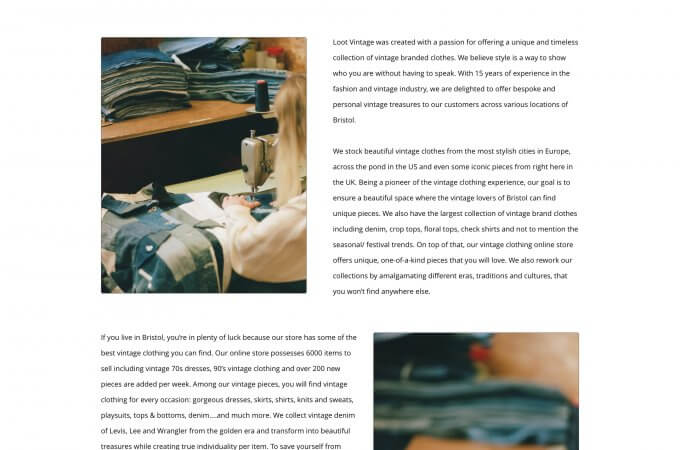 Loot Vintage was created with a passion for offering a unique and timeless
collection of vintage branded clothes. We believe style is a way to show
who you are without having to speak. With 15 years of experience in the
fashion and vintage industry, we are delighted to offer bespoke and
personal vintage treasures to our customers across various locations of
Bristol.
We stock beautiful vintage clothes from the most stylish cities in Europe,
across the pond in the US and even some iconic pieces from right here in
the UK. Being a pioneer of the vintage clothing experience, our goal is to
ensure a beautiful space where the vintage lovers of Bristol can find
unique pieces. We also have the largest collection of vintage brand clothes
including denim, crop tops, floral tops, check shirts and not to mention the
seasonal/ festival trends. On top of that, our vintage clothing online store
offers unique, one-of-a-kind pieces that you will love. We also rework our
collections by amalgamating different eras, traditions and cultures, that
you won't find anywhere else.
If you live in Bristol, you're in plenty of luck because our store has some of the
best vintage clothing you can find. Our online store possesses 6000 items to
sell including vintage 70s dresses, 90's vintage clothing and over 200 new
pieces are added per week. Among our vintage pieces, you will find vintage
clothing for every occasion: gorgeous dresses, skirts, shirts, knits and sweats,
playsuits, tops & bottoms, denim....and much more. We collect vintage denim
of Levis, Lee and Wrangler from the golden era and transform into beautiful
treasures while creating true individuality per item. To save yourself from